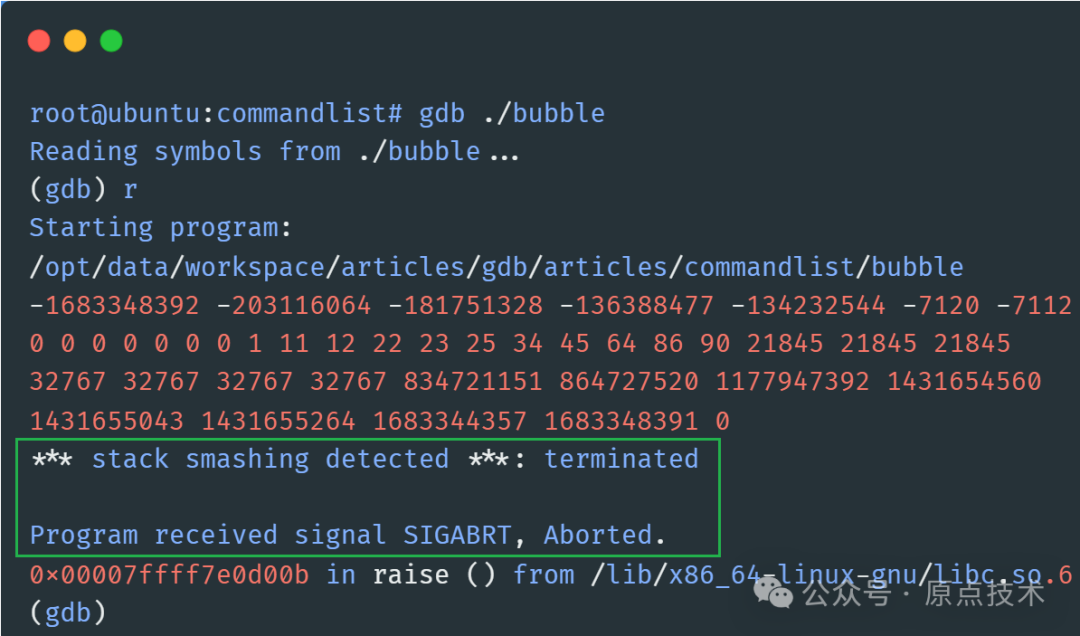 root@ubuntu:commandlist# gdb ./bubble
Reading symbols from ./bubble...
(gdb) r
Starting program:
/opt/data/workspace/articles/gdb/articles/commandlist/bubble
-1683348392 -203116064 -181751328 -136388477 -134232544 -7120 -7112
0 0 0 0 0 0 0 1 11 12 22 23 25 34 45 64 86 90 21845 21845 21845
32767 32767 32767 32767 834721151 864727520 1177947392 1431654560
1431655043 1431655264 1683344357 1683348391 0
*** stack smashing detected ***: terminated
Program received signal SIGABRT, Aborted.
0x00007ffff7e0d00b in raise () from /lib/x86_64-linux-gnu/libc.so.6
公众号 · 原点技术
(gdb)